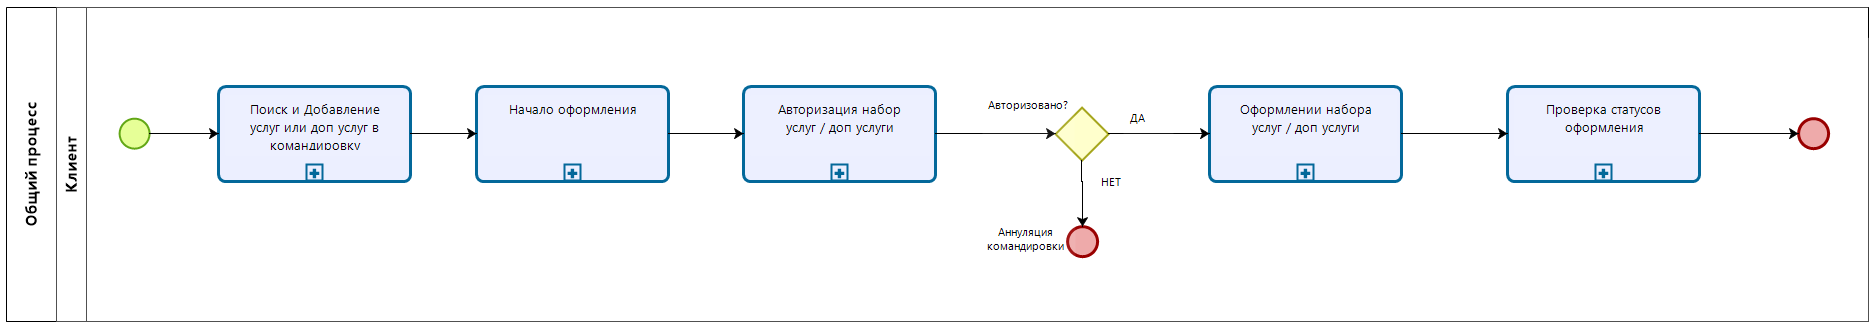 Общий процесс
Клиент
Поиск и Добавление
услуг или доп услуг в
командировку
Начало оформления
Авторизация набор
услуг / доп услуги
Авторизовано?
ДА
НЕТ
Аннуляция
командировки
Оформлении набора
услуг / доп услуги
Проверка статусов
оформления